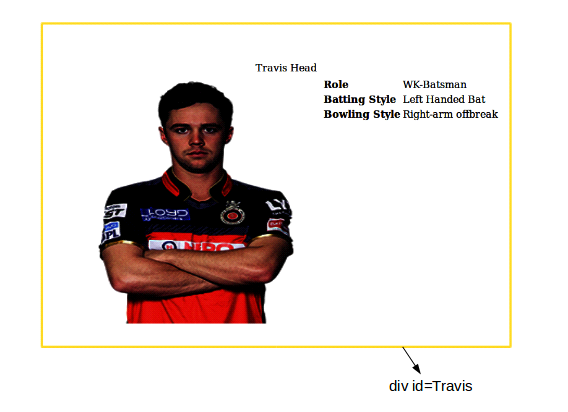 Travis Head
Role WK-Batsman
Batting Style Left Handed Bat
Bowling Style Right-arm offbreak
div id=Travis